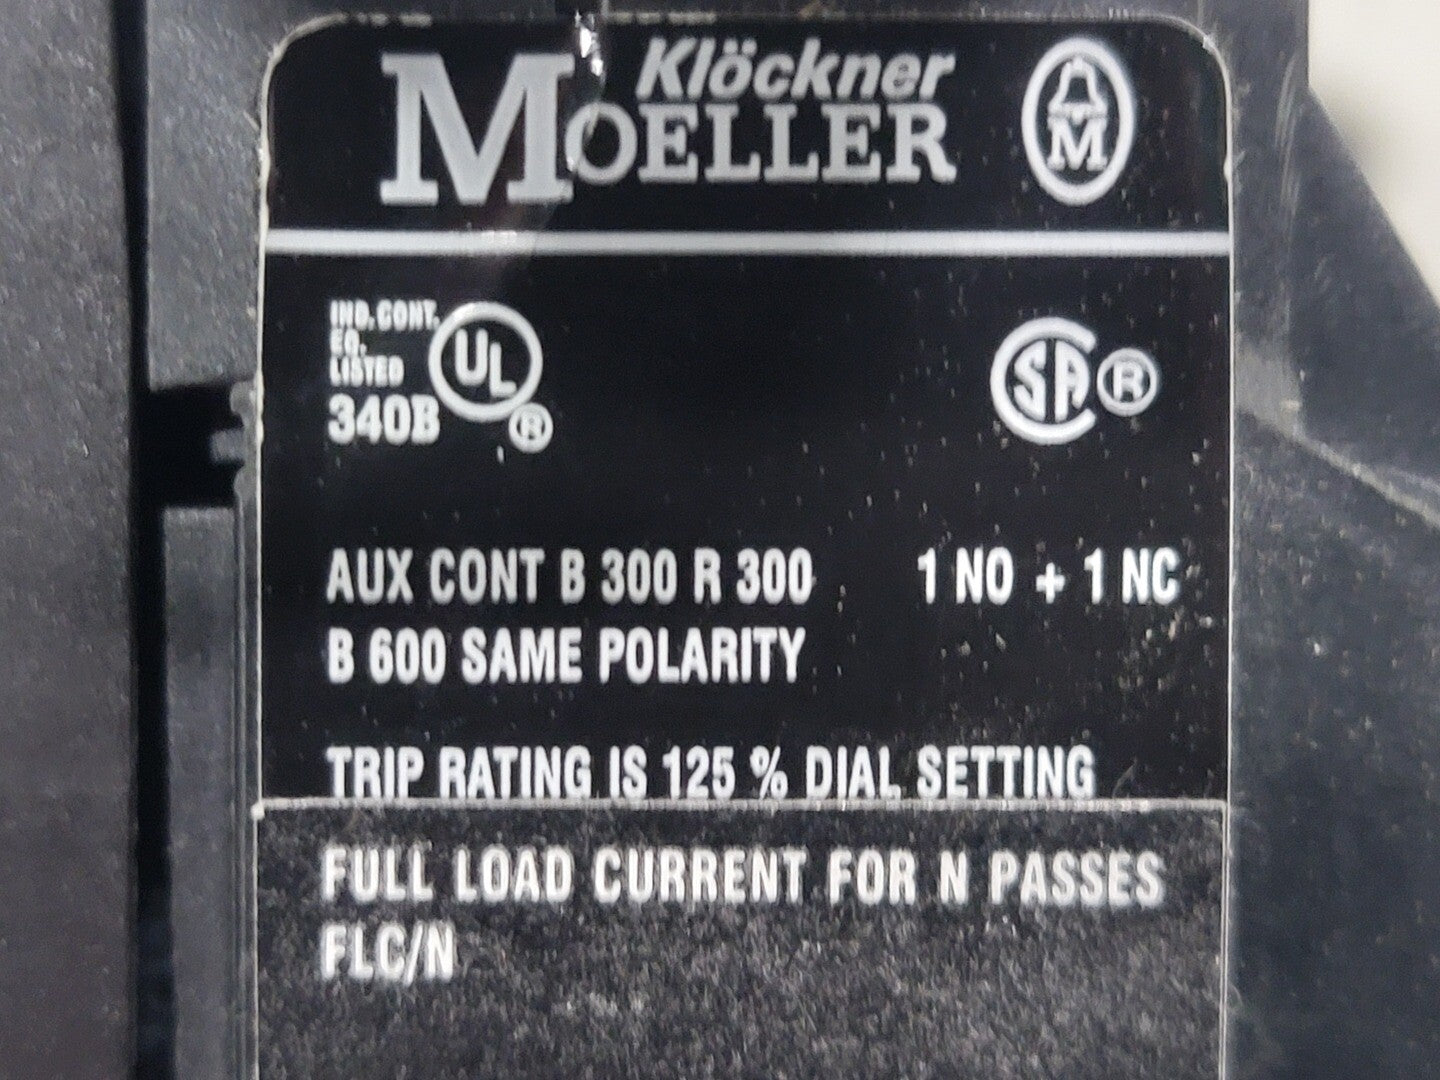 Klöckner
MOELLER
M
IND. CONT.
EQ.
LISTED
340B
UL
®
SA ®
AUX CONT B 300 R 300 1 NO + 1 NC
B 600 SAME POLARITY
TRIP RATING IS 125 % DIAL SETTING
FULL LOAD CURRENT FOR N PASSES
FLC/N